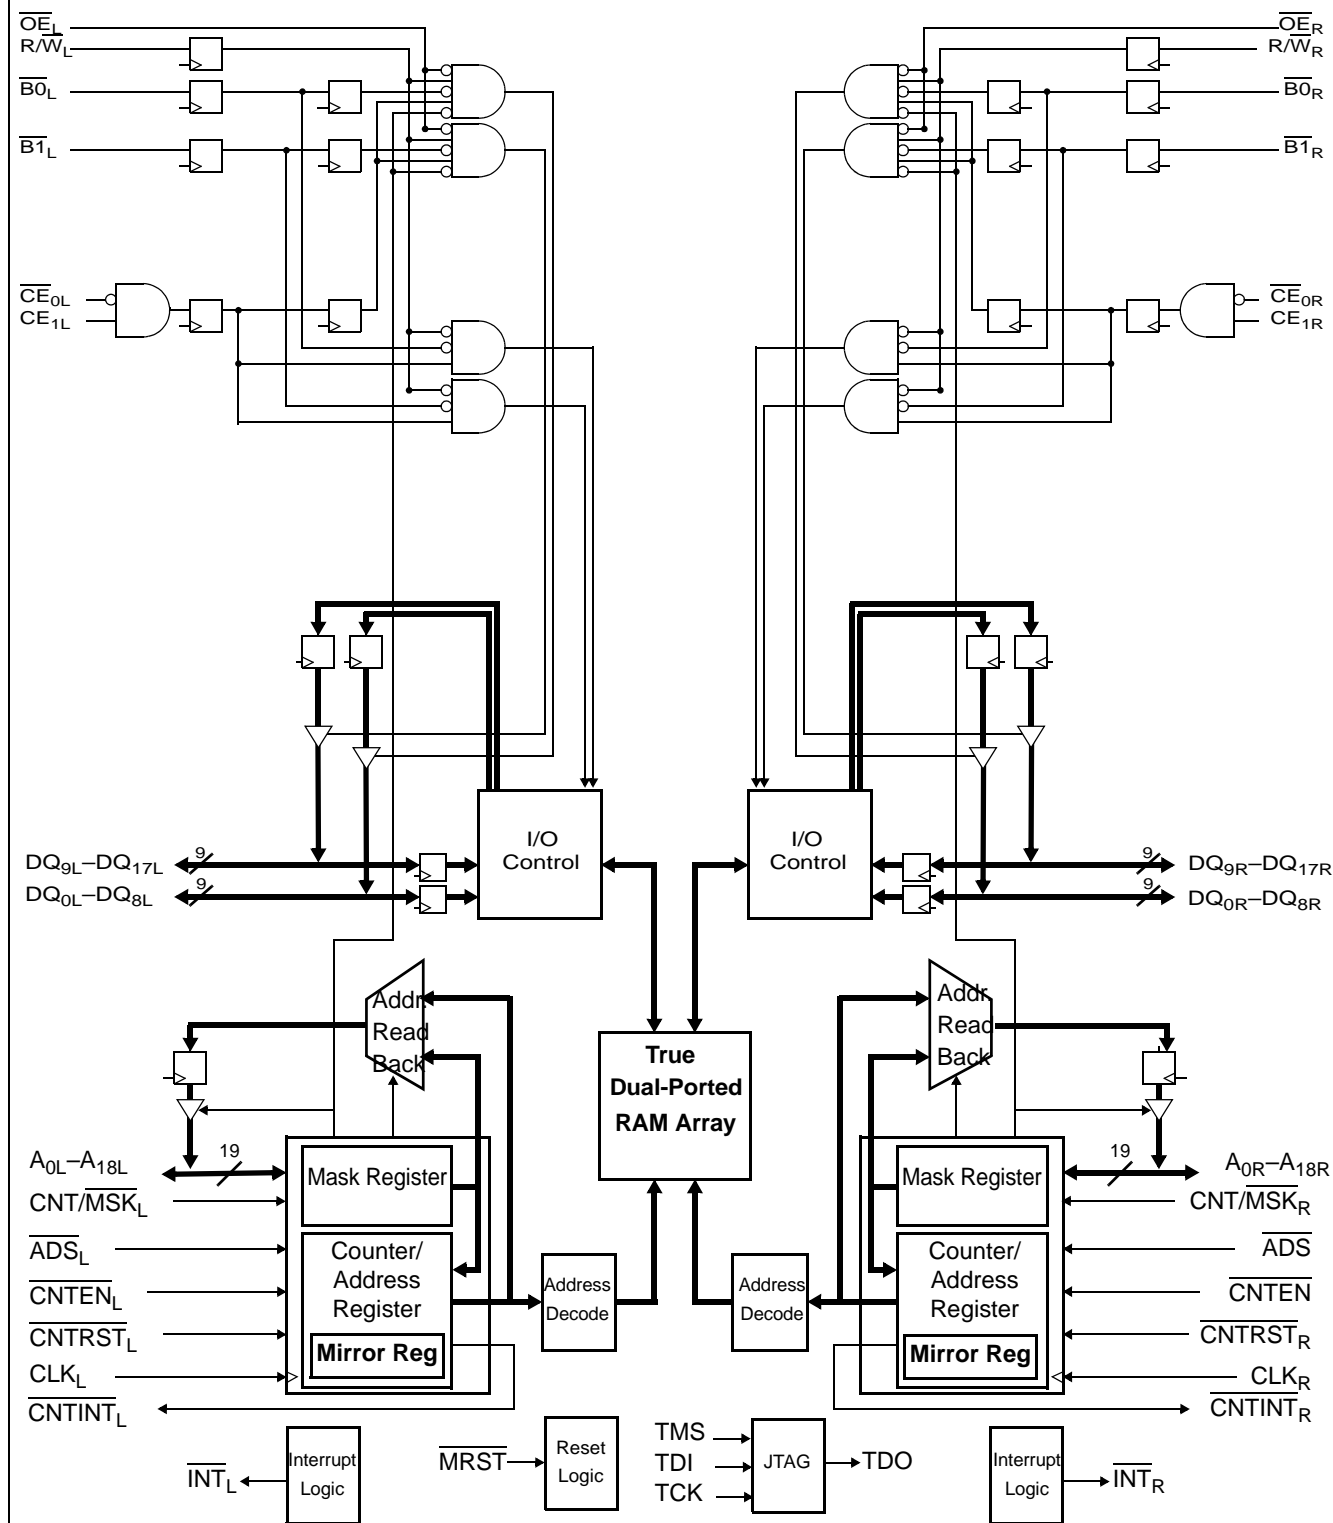 OE_L OE_R
R/W_L R/W_R
B0_L B0_R
B1_L B1_R
CE_0L CE_0R
CE_1L CE_1R
I/O Control I/O Control
DQ_9L–DQ_17L 9 9 DQ_9R–DQ_17R
DQ_0L–DQ_8L 9 9 DQ_0R–DQ_8R
Addr. Read Back
True Dual-Ported RAM Array
Addr. Read Back
A_0L–A_18L 19 19 A_0R–A_18R
Mask Register Mask Register
CNT/MSK_L CNT/MSK_R
ADS_L ADS
Counter/ Address Register Counter/ Address Register
CNTEN_L CNTEN
Address Decode Address Decode
CNTRST_L CNTRST_R
Mirror Reg Mirror Reg
CLK_L CLK_R
CNTINT_L CNTINT_R
Interrupt Logic
INT_L
MRST
Reset Logic
TMS
TDI
TCK
JTAG
TDO
Interrupt Logic
INT_R